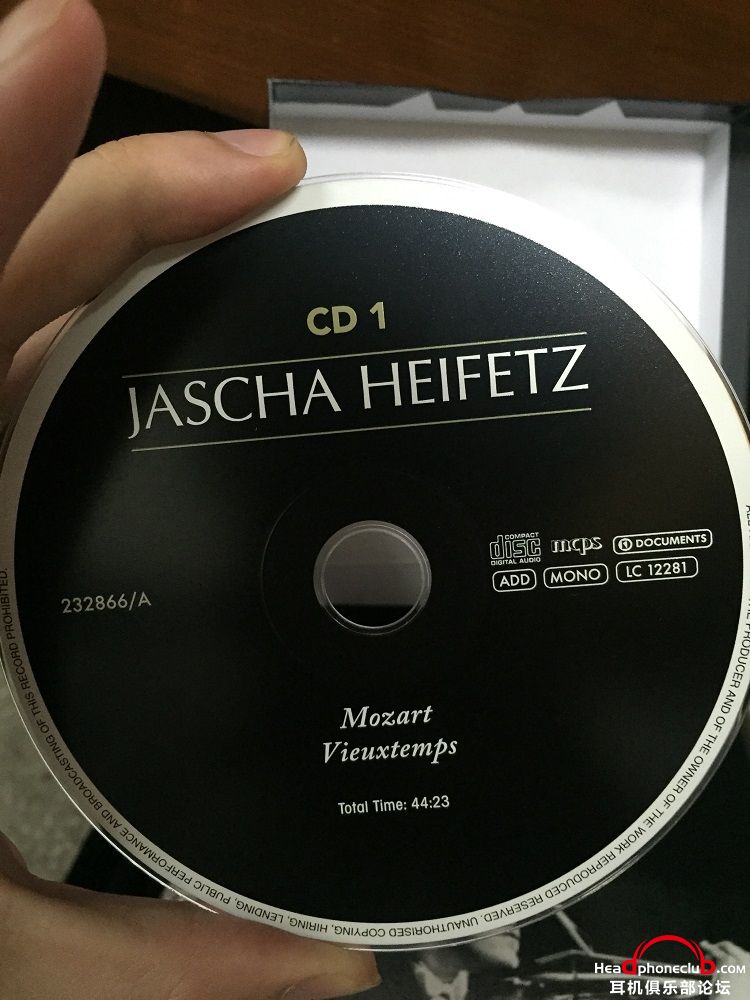 CD 1
JASCHA HEIFETZ
COMPACT
disc
DIGITAL AUDIO
mcps
DOCUMENTS
ADD
MONO
LC 12281
232866/A
Mozart
Vieuxtemps
Total Time: 44:23
THE PRODUCER AND OF THE OWNER OF THE WORK REPRODUCED RESERVED. UNAUTHORISED COPYING, HIRING, LENDING, PUBLIC PERFORMANCE AND BROADCASTING OF THIS RECORD PROHIBITED.
Headphoneclub.com
耳机俱乐部论坛